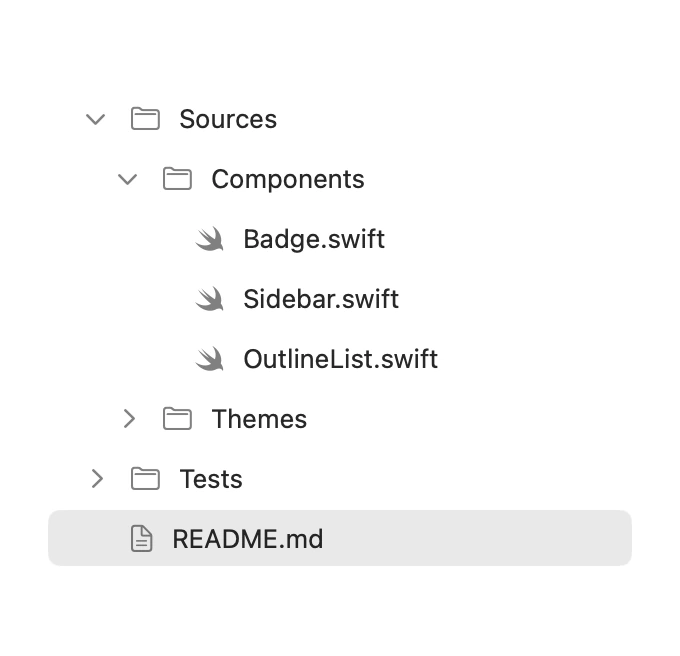 Sources
Components
Badge.swift
Sidebar.swift
OutlineList.swift
Themes
Tests
README.md